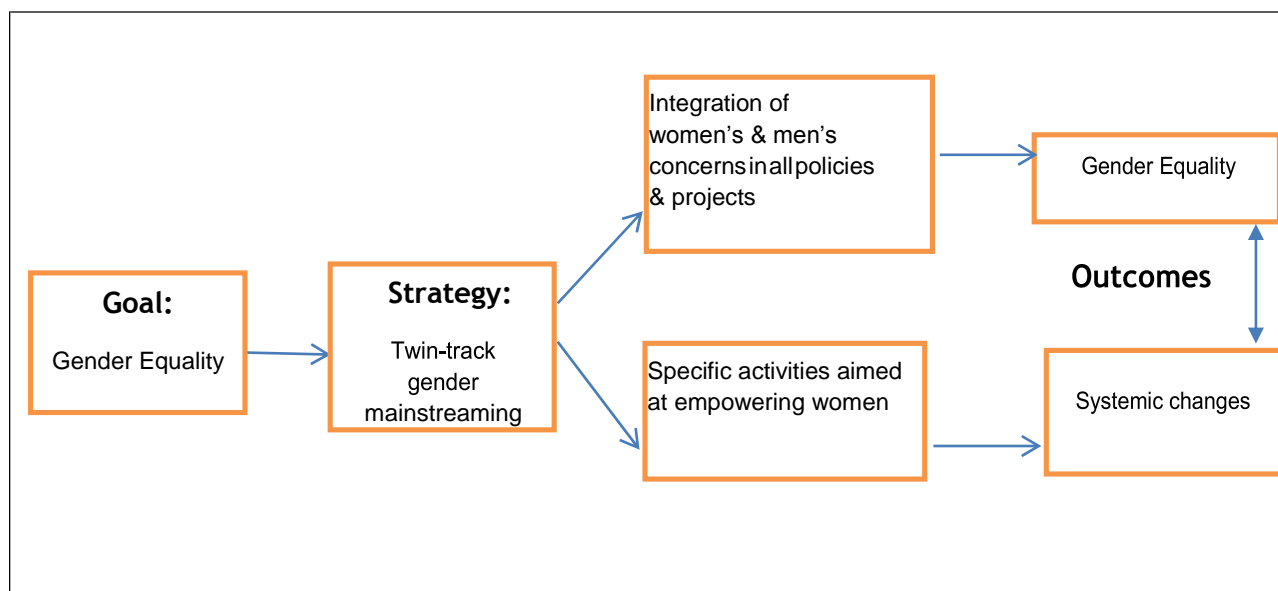 Goal:
Gender Equality
Strategy:
Twin-track
gender
mainstreaming
Integration of
women's & men's
concernsinallpolicies
& projects
Specific activities aimed
at empowering women
Gender Equality
Outcomes
Systemic changes